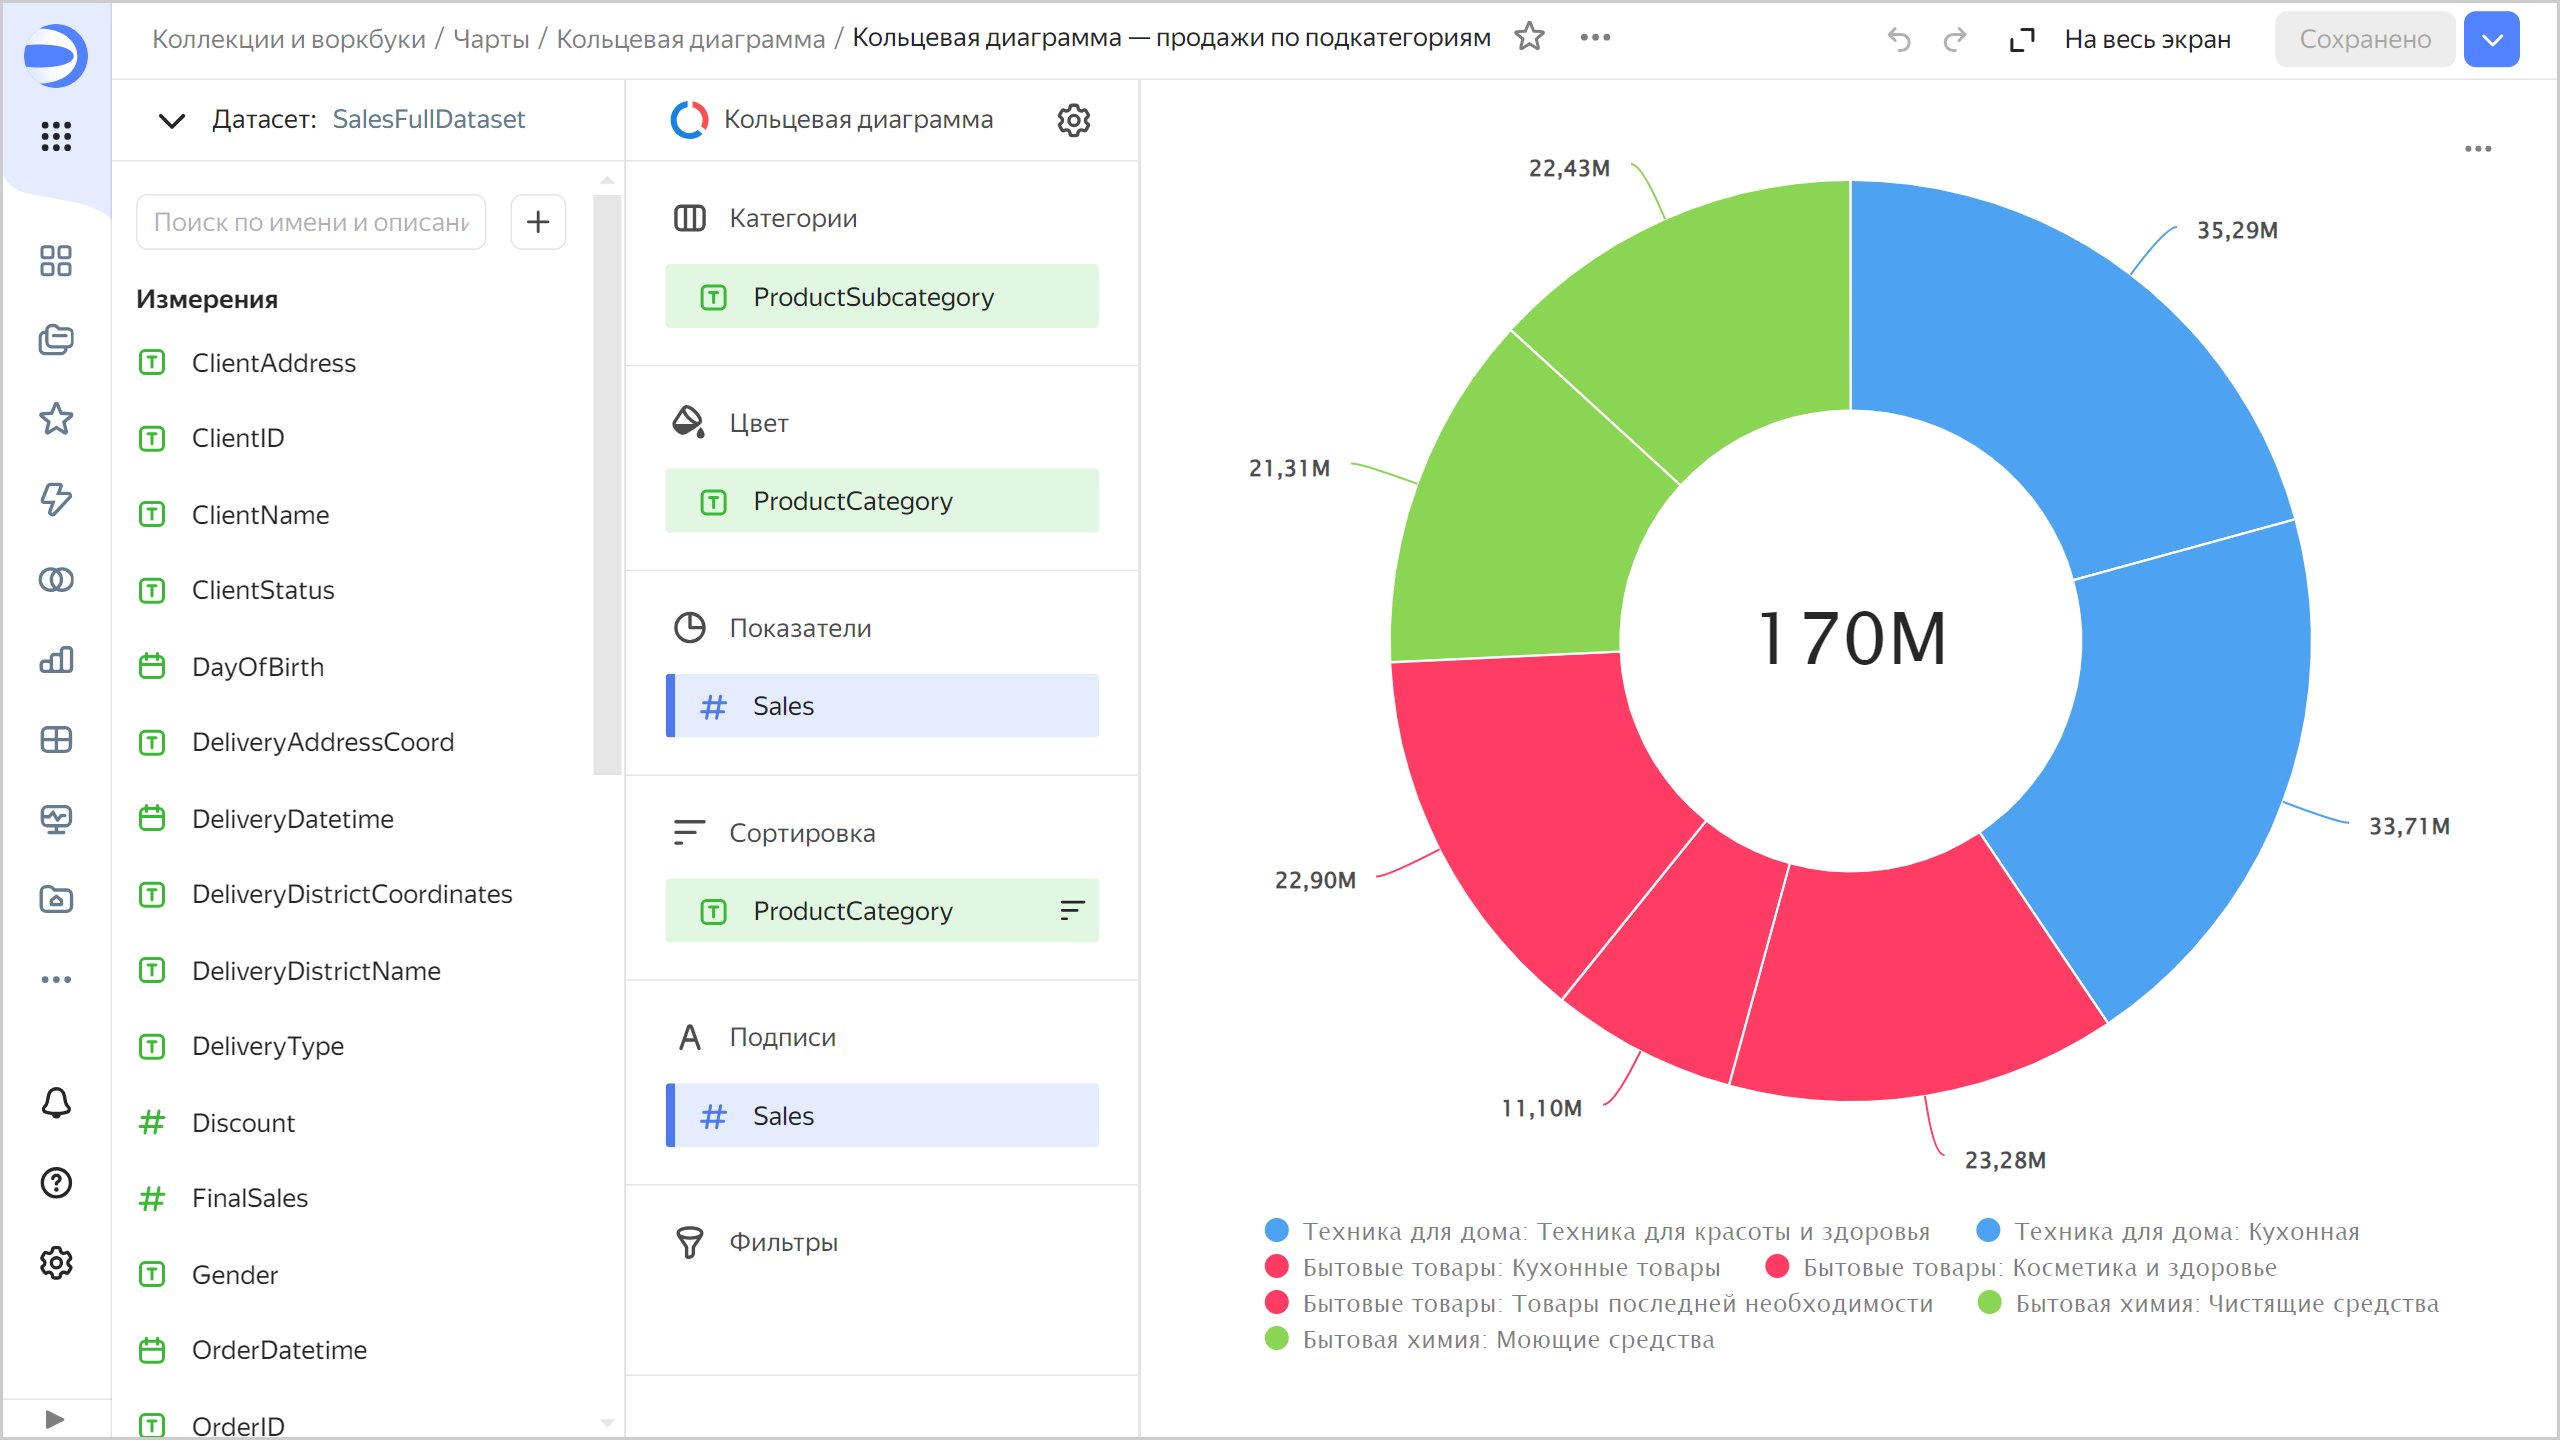 Коллекции и воркбуки / Чарты / Кольцевая диаграмма / Кольцевая диаграмма — продажи по подкатегориям
На весь экран
Сохранено
Датасет: SalesFullDataset
Поиск по имени и описани
Измерения
ClientAddress
ClientID
ClientName
ClientStatus
DayOfBirth
DeliveryAddressCoord
DeliveryDatetime
DeliveryDistrictCoordinates
DeliveryDistrictName
DeliveryType
Discount
FinalSales
Gender
OrderDatetime
OrderID
Кольцевая диаграмма
Категории
ProductSubcategory
Цвет
ProductCategory
Показатели
Sales
Сортировка
ProductCategory
Подписи
Sales
Фильтры
22,43M
35,29M
21,31M
170M
33,71M
22,90M
11,10M
23,28M
Техника для дома: Техника для красоты и здоровья
Техника для дома: Кухонная
Бытовые товары: Кухонные товары
Бытовые товары: Косметика и здоровье
Бытовые товары: Товары последней необходимости
Бытовая химия: Чистящие средства
Бытовая химия: Моющие средства